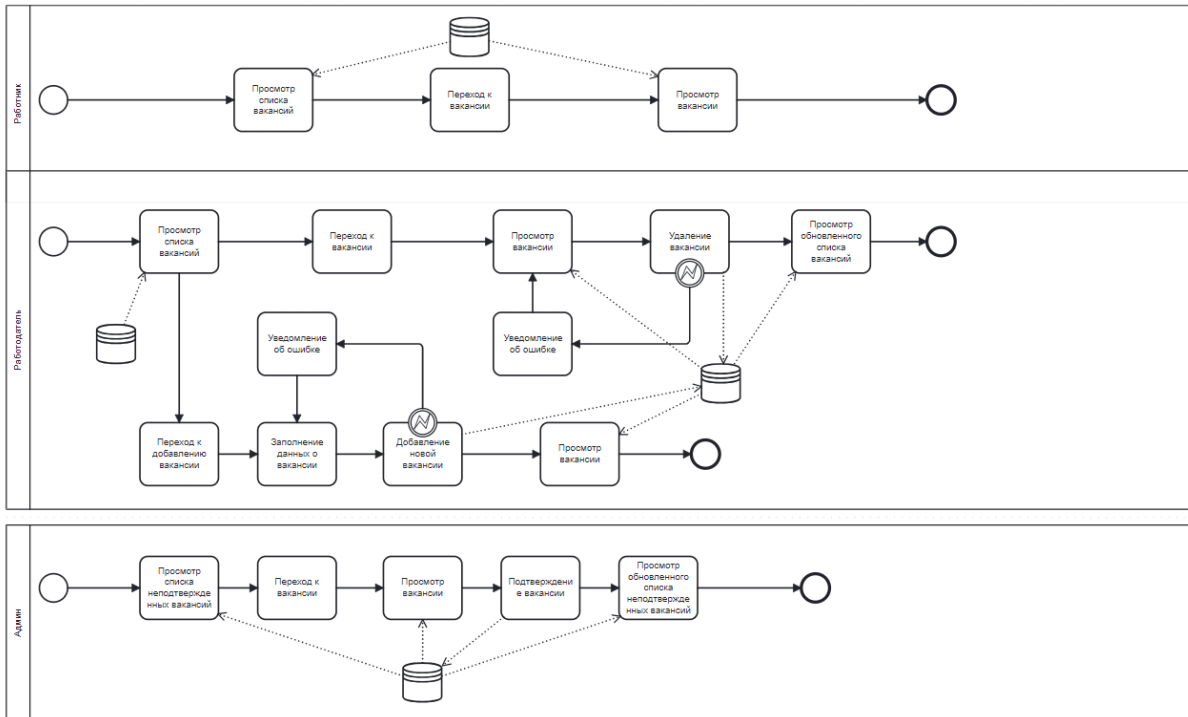 Работник
Просмотр
списка
вакансий
Переход к
вакансии
Просмотр
вакансии
Работодатель
Просмотр
списка
вакансий
Переход к
вакансии
Просмотр
вакансии
Удаление
вакансии
Просмотр
обновленного
списка
вакансий
Уведомление
об ошибке
Уведомление
об ошибке
Переход к
добавлению
вакансии
Заполнение
данных о
вакансии
Добавление
новой
вакансии
Просмотр
вакансии
Админ
Просмотр
списка
неподтвержде
нных вакансий
Переход к
вакансии
Просмотр
вакансии
Подтверждени
е вакансии
Просмотр
обновленного
списка
неподтвержде
нных вакансий